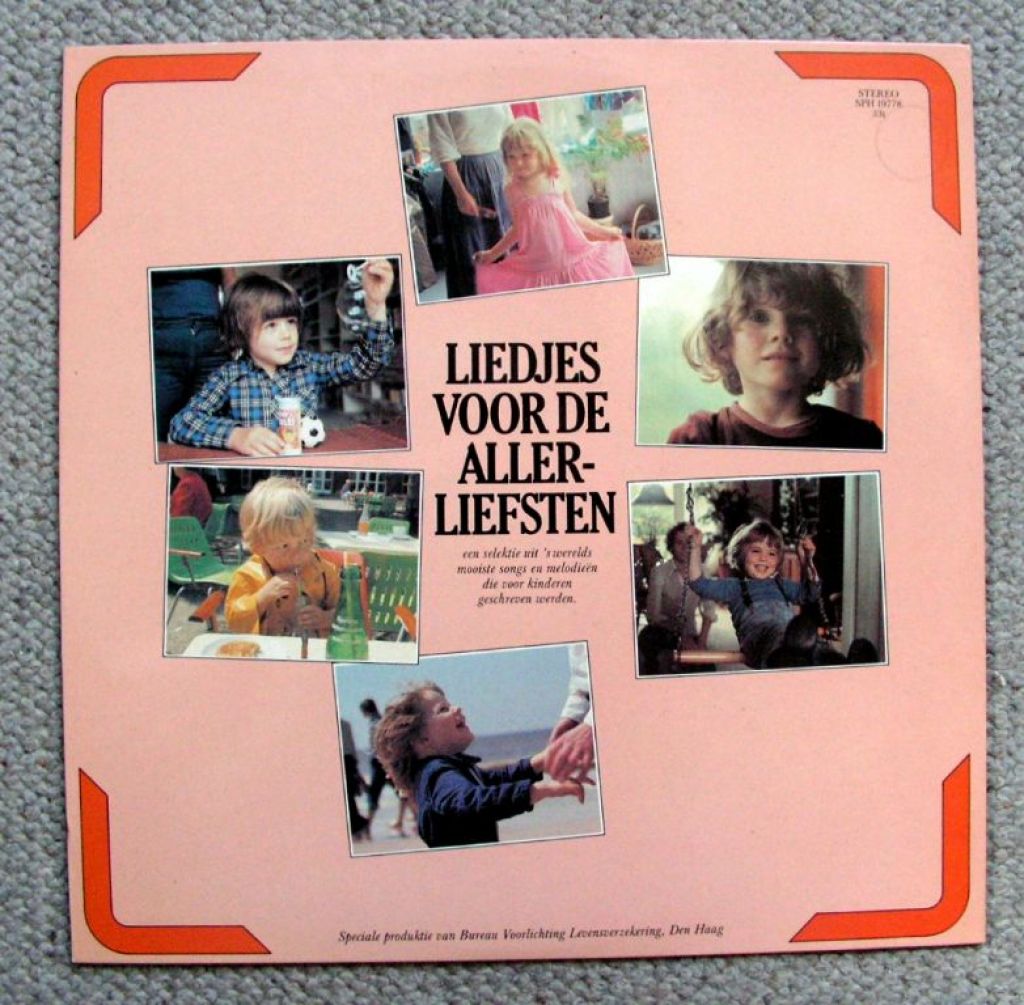 STEREO
SPH 19778
33⅓
LIEDJES
VOOR DE
ALLER-
LIEFSTEN
een selektie uit 's werelds
mooiste songs en melodieën
die voor kinderen
geschreven werden.
Speciale produktie van Bureau Voorlichting Levensverzekering, Den Haag